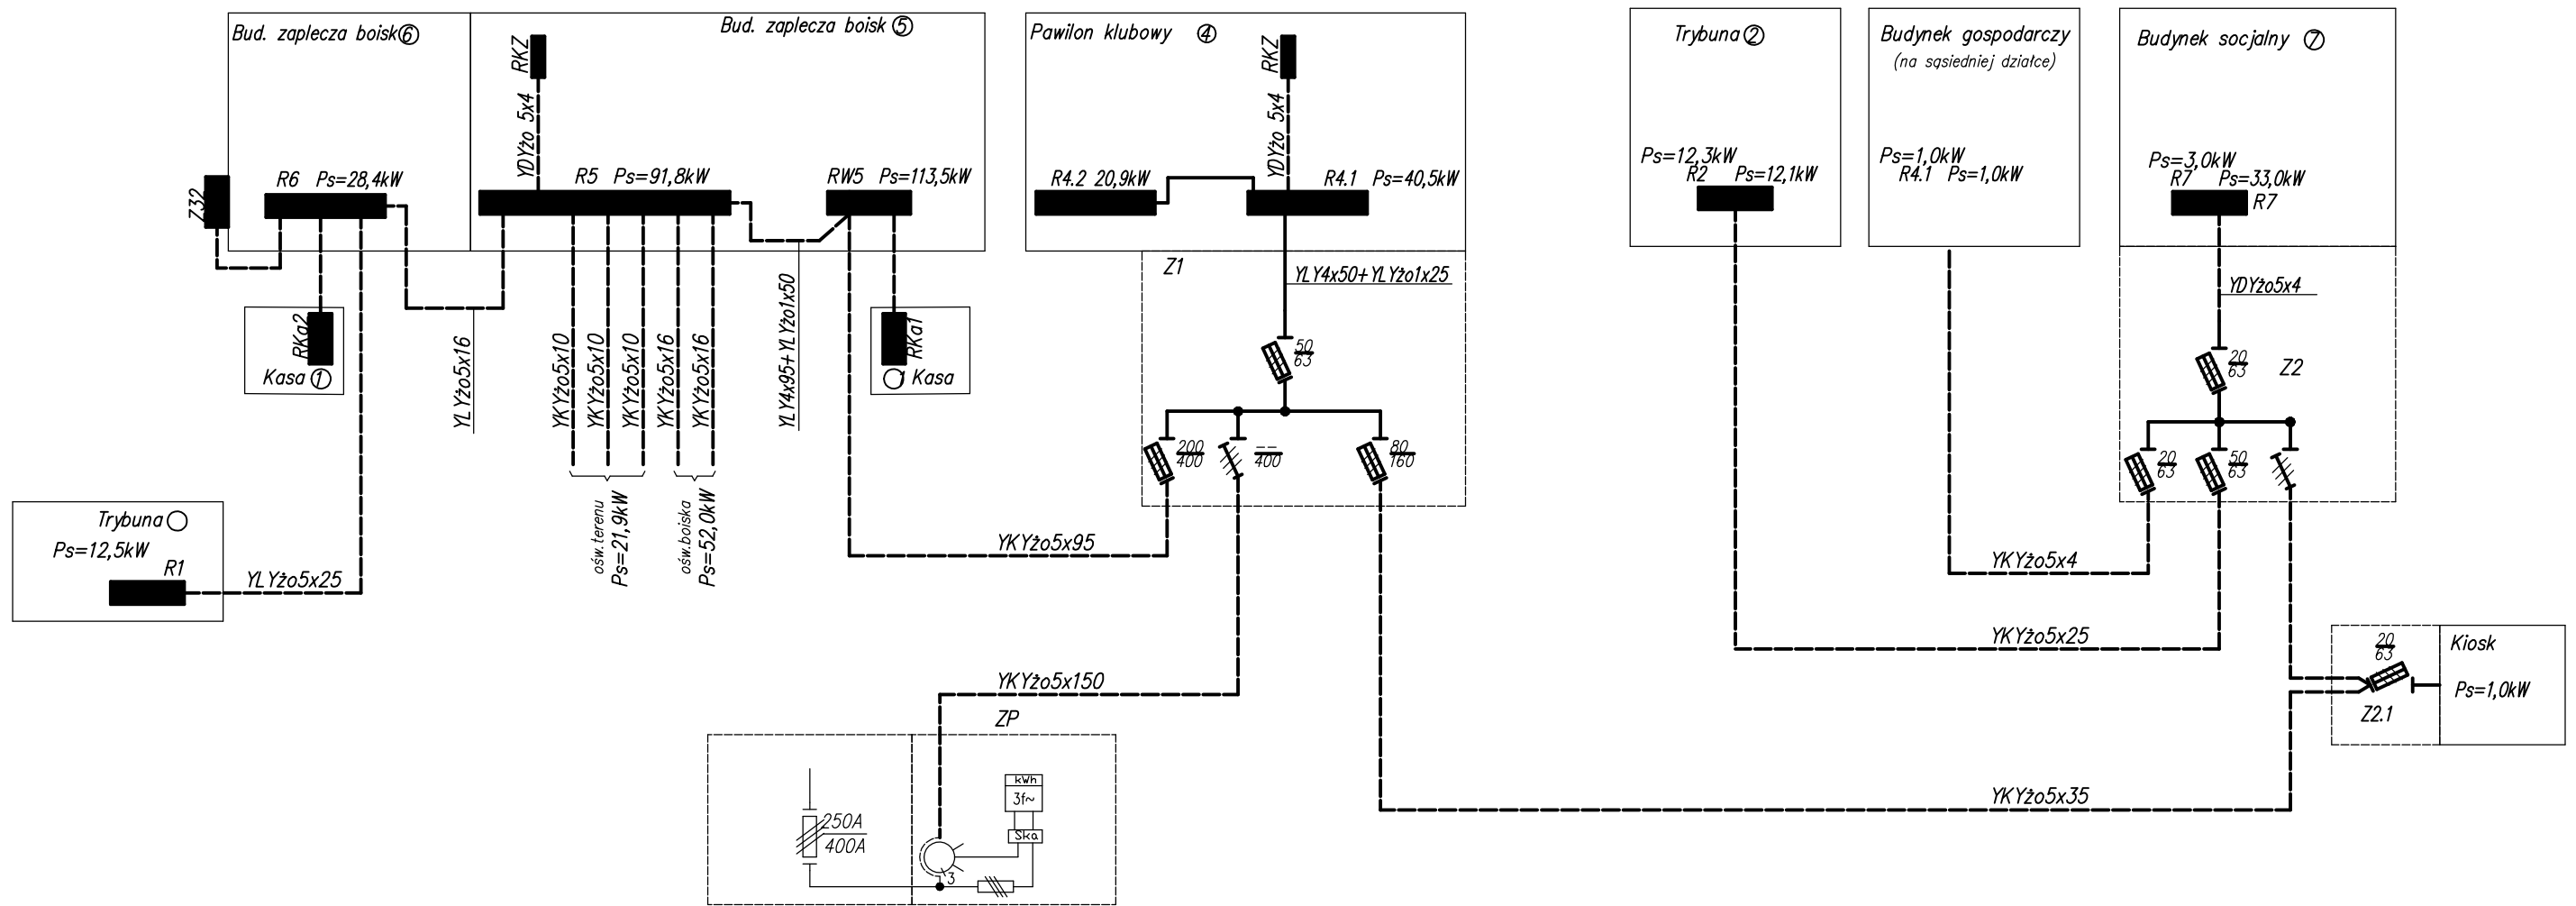 Bud. zaplecza boisk 6
Bud. zaplecza boisk 5
Pawilon klubowy 4
Trybuna 2
Budynek gospodarczy
(na sąsiedniej działce)
Budynek socjalny 7
RKZ
YDYżo 5x4
RKZ
YDYżo 5x4
Z32
R6 Ps=28,4kW
R5 Ps=91,8kW
RW5 Ps=113,5kW
R4.2 20,9kW
R4.1 Ps=40,5kW
Ps=12,3kW
R2 Ps=12,1kW
Ps=1,0kW
R4.1 Ps=1,0kW
Ps=3,0kW
R7 Ps=33,0kW
R7
Z1
YLY4x50+YLYżo1x25
YDYżo5x4
RKa2
Kasa 1
YLYżo5x16
YKYżo5x10
YKYżo5x10
YKYżo5x10
YKYżo5x16
YKYżo5x16
YLY4x95+YLYżo1x50
RKa1
1 Kasa
50
63
20
63
Z2
200
400
--
400
80
160
20
63
50
63
ośw.terenu
Ps=21,9kW
ośw.boiska
Ps=52,0kW
Trybuna
Ps=12,5kW
R1
YLYżo5x25
YKYżo5x95
YKYżo5x4
YKYżo5x25
YKYżo5x150
ZP
20
63
Kiosk
Ps=1,0kW
Z2.1
kWh
3f~
Ska
250A
400A
3
YKYżo5x35